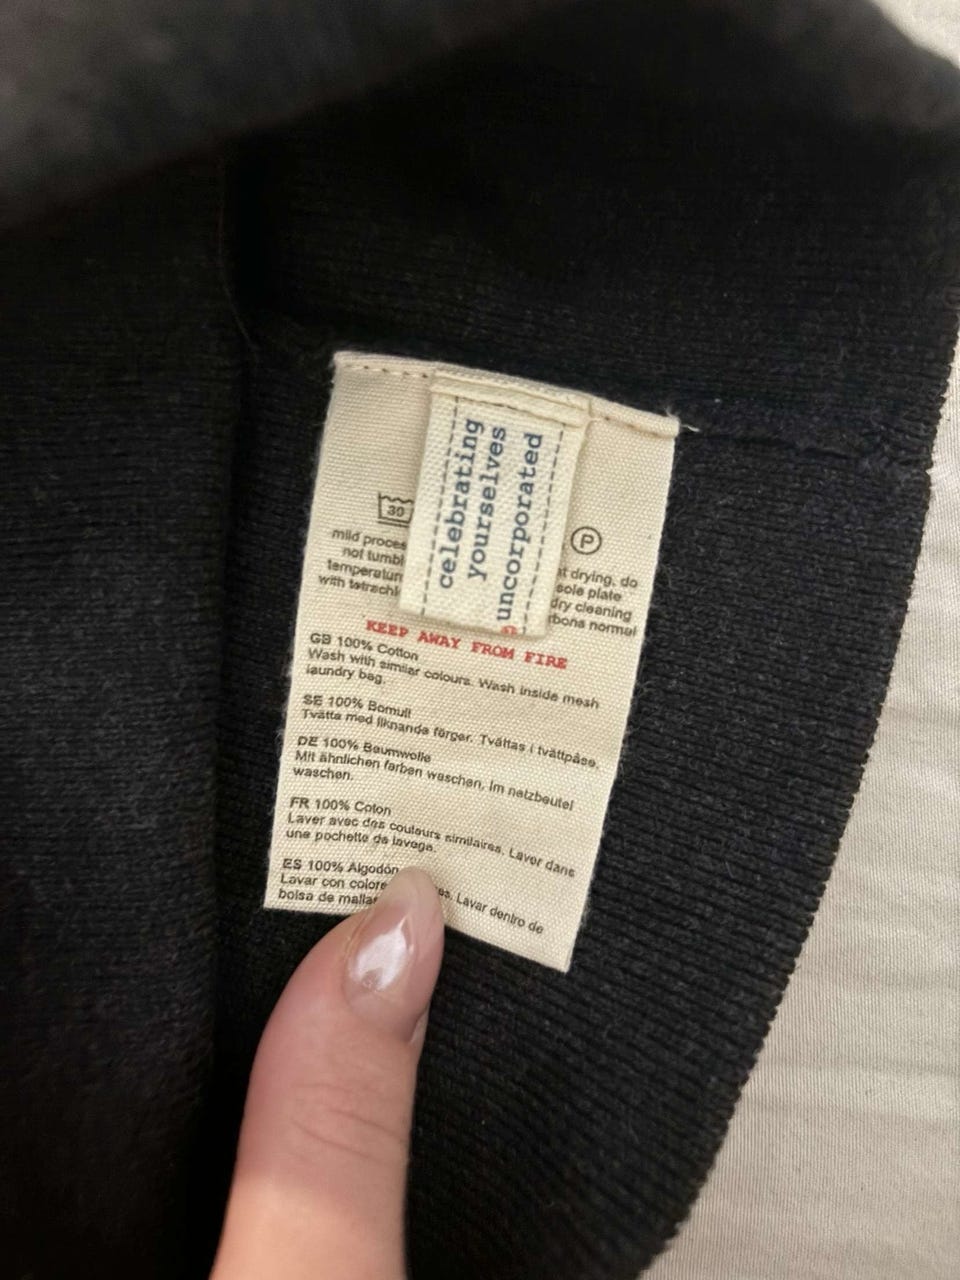 celebrating
yourselves
©uncorporated
30
P
mild proces
not tumbl
temperatur
with tetrachl
t drying, do
sole plate
dry cleaning
rbons normal
KEEP AWAY FROM FIRE
GB 100% Cotton
Wash with similar colours. Wash inside mesh
laundry bag.
SE 100% Bomull
Tvätta med liknande färger. Tvättas i tvättpåse.
DE 100% Baumwolle
Mit ähnlichen farben waschen, im netzbeutel
waschen.
FR 100% Coton
Laver avec des couleurs similaires. Laver dans
une pochette de lavage.
ES 100% Algodón
Lavar con colore es. Lavar dentro de
bolsa de mallas